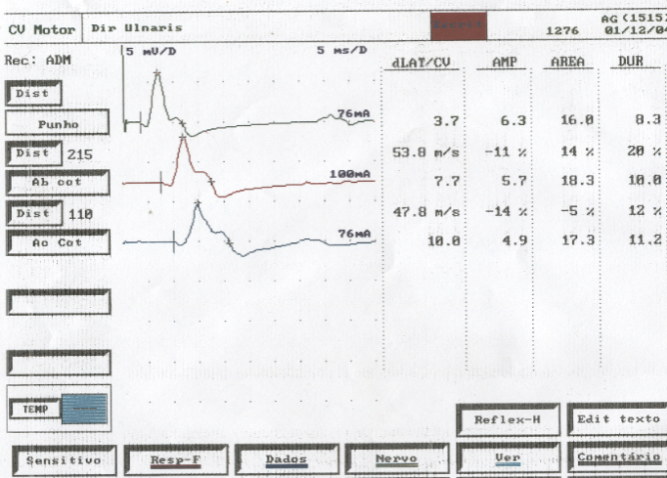 CV Motor Dir Ulnaris 1276 AG (1515)
01/12/04
Rec: ADM 5 mV/D 5 ms/D dLAT/CV AMP AREA DUR
Dist
Punho 76mA 3.7 6.3 16.0 8.3
Dist 215 53.8 m/s -11 % 14 % 20 %
Ab cot 100mA 7.7 5.7 18.3 10.0
Dist 110 47.8 m/s -14 % -5 % 12 %
Ac Cot 76mA 10.0 4.9 17.3 11.2
TEMP
Reflex-H Edit texto
Sensitivo Resp-F Dados Nervo Ver Comentário